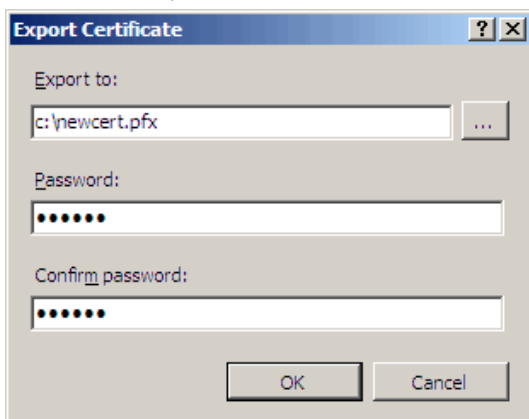 Export Certificate
Export to:
c:\newcert.pfx
...
Password:
••••••
Confirm password:
••••••
OK Cancel